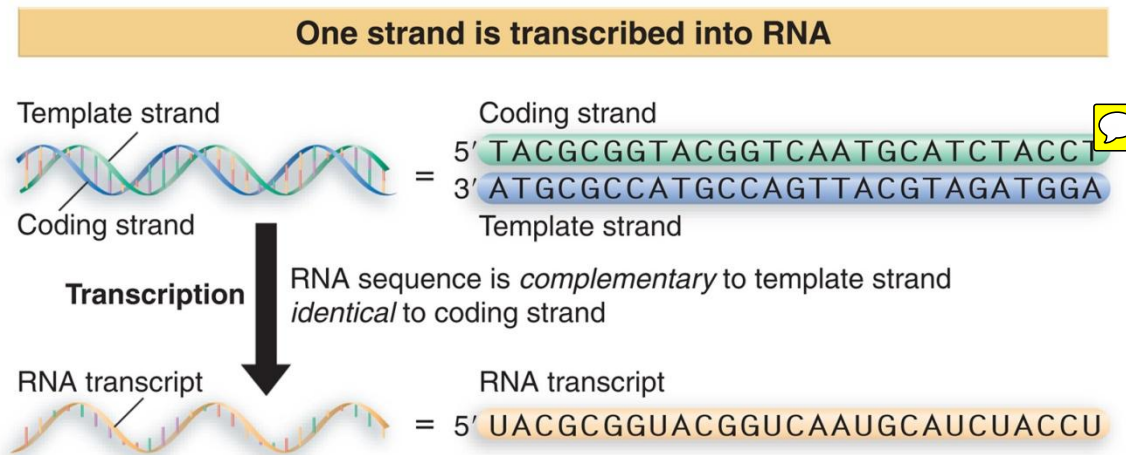 One strand is transcribed into RNA
Template strand
Coding strand
Coding strand
5′ TACGCGGTACGGTCAATGCATCTACCT
=
3′ ATGCGCCATGCCAGTTACGTAGATGGA
Template strand
Transcription
RNA sequence is complementary to template strand
identical to coding strand
RNA transcript
RNA transcript
= 5′ UACGCGGUACGGUCAAUGCAUCUACCU